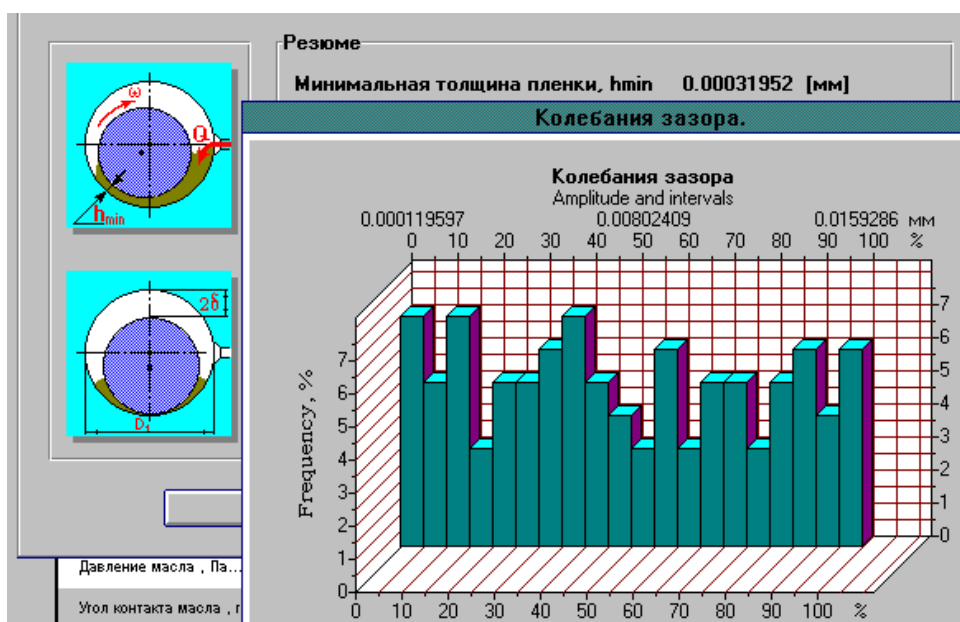 Резюме
Минимальная толщина пленки, hmin 0.00031952 [мм]
ω
Q
hmin
2δ
D1
Колебания зазора.
Колебания зазора
Amplitude and intervals
0.000119597 0.00802409 0.0159286 мм
0 10 20 30 40 50 60 70 80 90 100 %
Frequency, %
7
6
5
4
3
2
1
0
7
6
5
4
3
2
1
0
0 10 20 30 40 50 60 70 80 90 100 %
Давление масла , Па...
Угол контакта масла , г